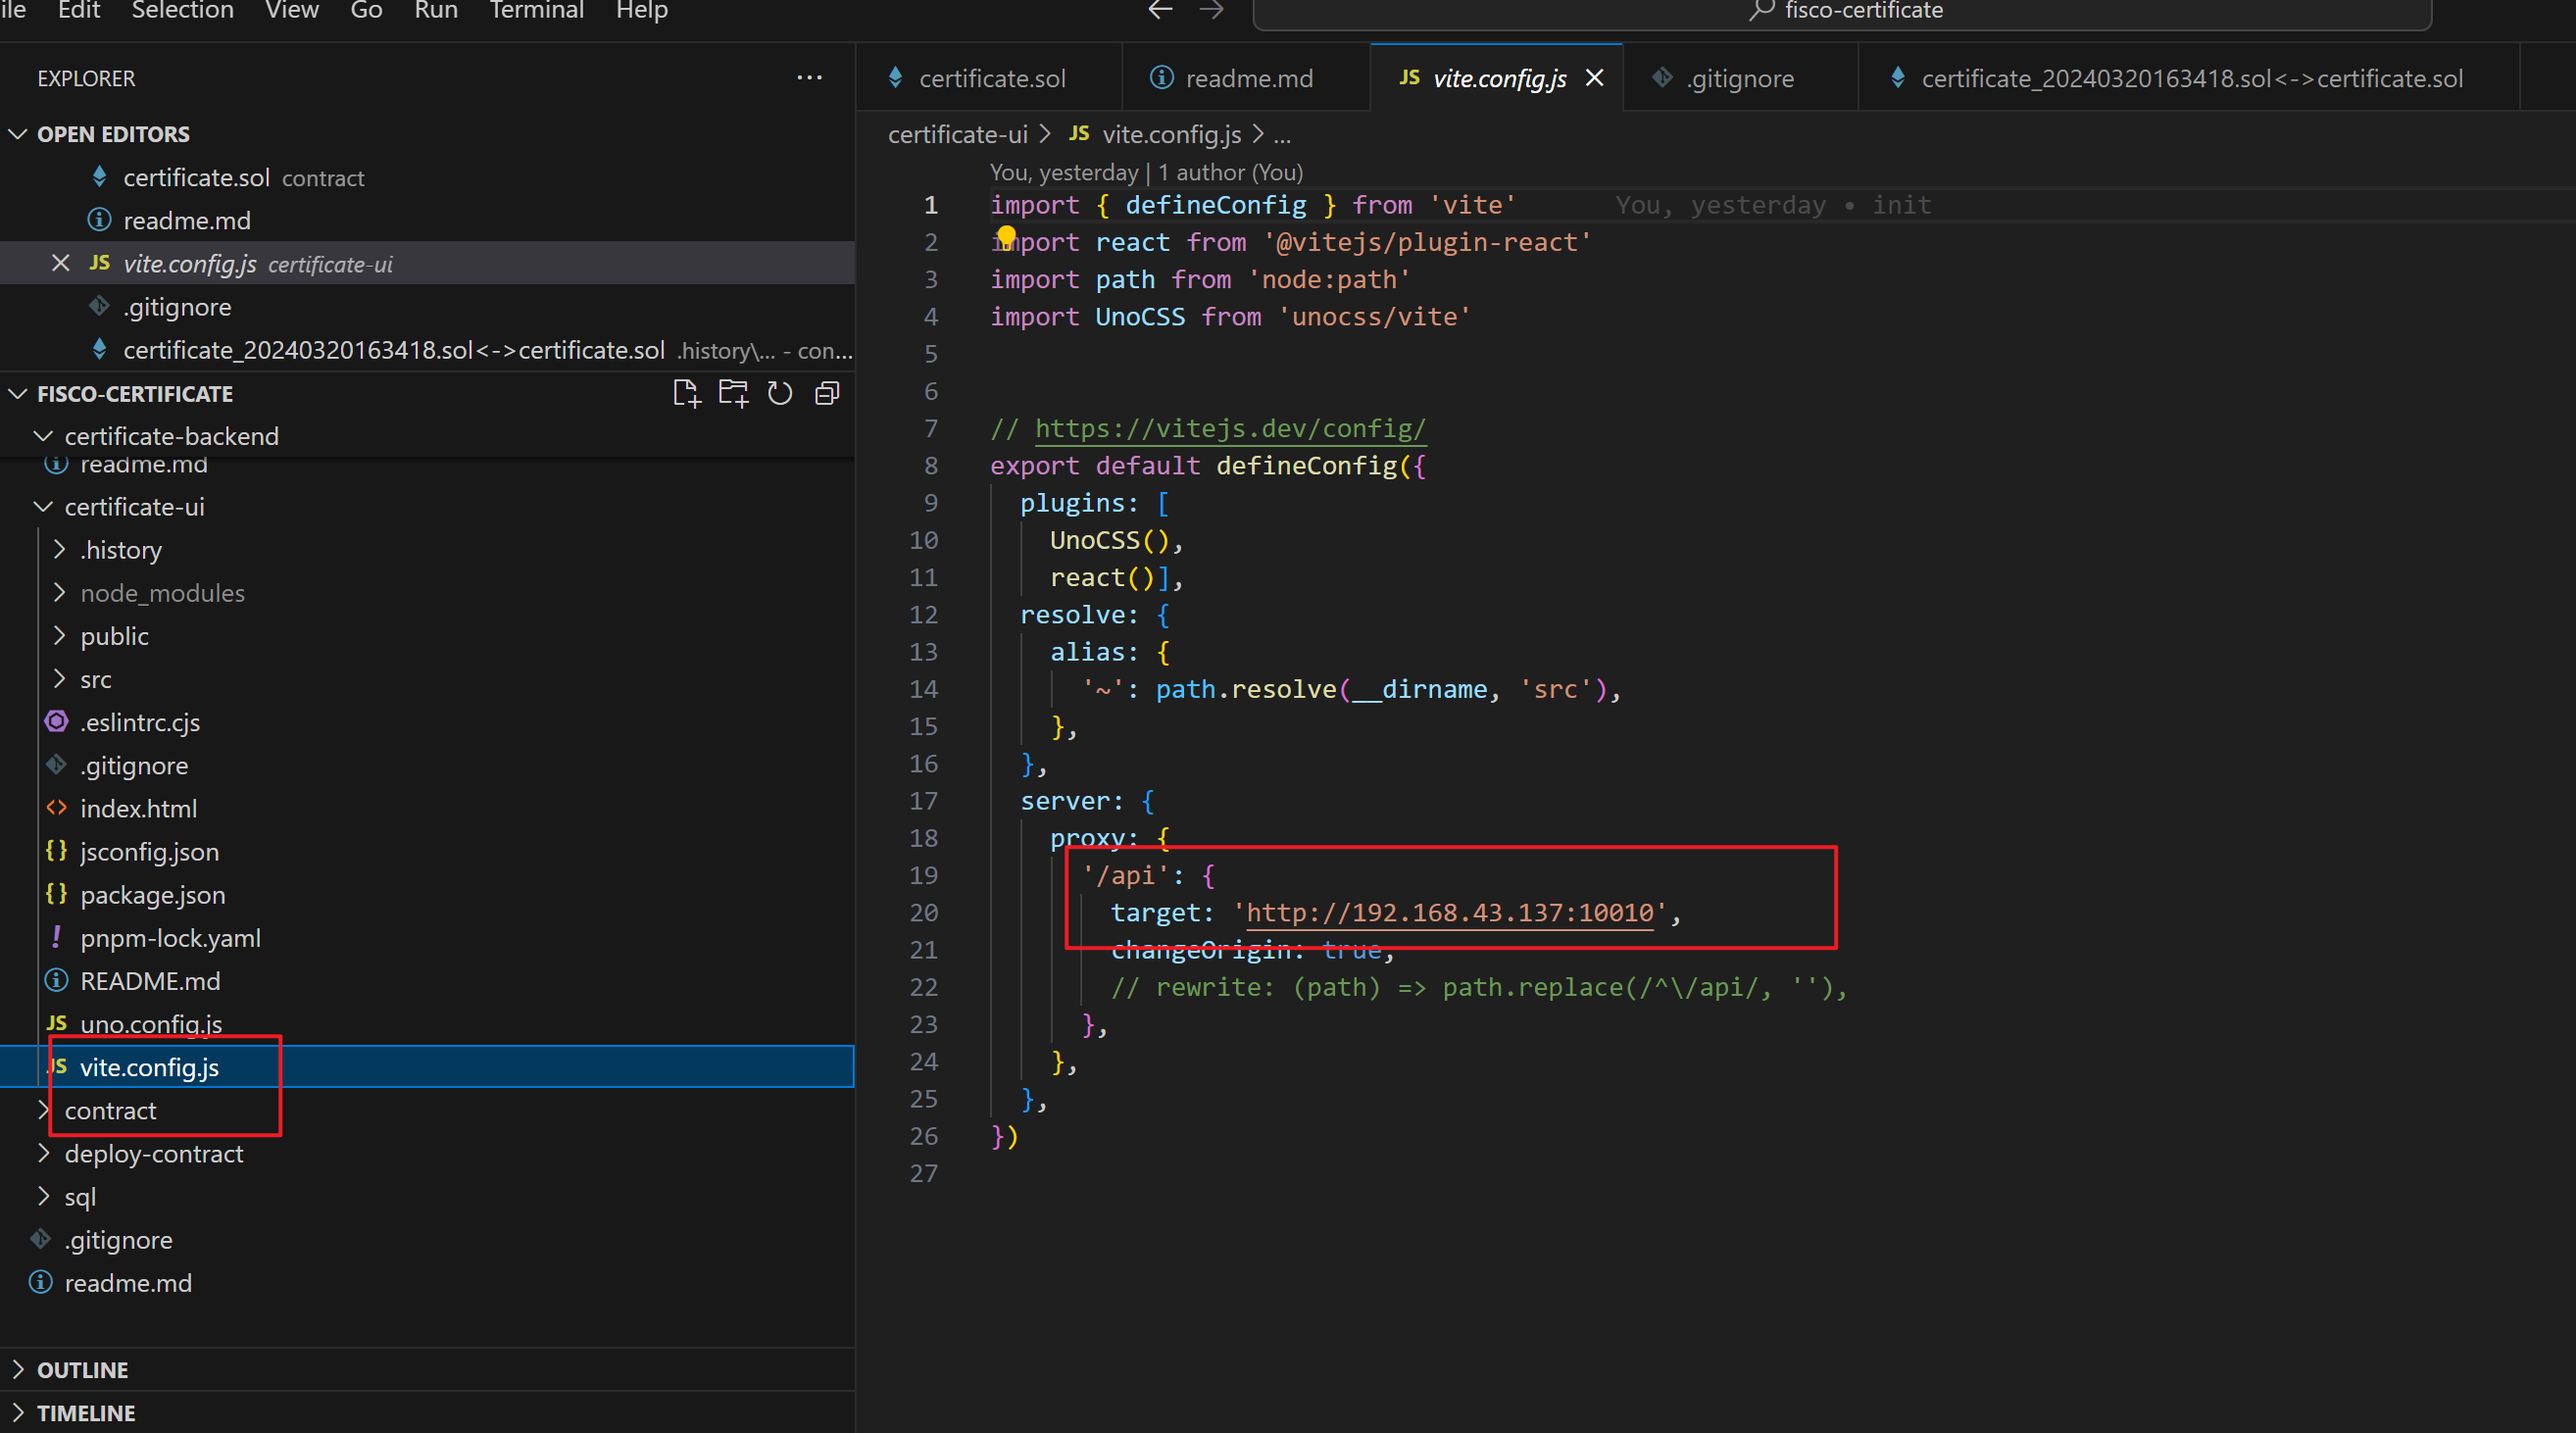 ile Edit Selection View Go Run Terminal Help
fisco-certificate
EXPLORER
OPEN EDITORS
certificate.sol contract
readme.md
JS vite.config.js certificate-ui
.gitignore
certificate_20240320163418.sol<->certificate.sol .history\... - con...
FISCO-CERTIFICATE
certificate-backend
readme.md
certificate-ui
.history
node_modules
public
src
.eslintrc.cjs
.gitignore
index.html
jsconfig.json
package.json
pnpm-lock.yaml
README.md
JS uno.config.js
JS vite.config.js
contract
deploy-contract
sql
.gitignore
readme.md
OUTLINE
TIMELINE
certificate.sol
readme.md
JS vite.config.js
.gitignore
certificate_20240320163418.sol<->certificate.sol
certificate-ui > JS vite.config.js > ...
You, yesterday | 1 author (You)
1 import { defineConfig } from 'vite' You, yesterday • init
2 import react from '@vitejs/plugin-react'
3 import path from 'node:path'
4 import UnoCSS from 'unocss/vite'
5
6
7 // https://vitejs.dev/config/
8 export default defineConfig({
9 plugins: [
10 UnoCSS(),
11 react()],
12 resolve: {
13 alias: {
14 '~': path.resolve(__dirname, 'src'),
15 },
16 },
17 server: {
18 proxy: {
19 '/api': {
20 target: 'http://192.168.43.137:10010',
21 changeOrigin: true,
22 // rewrite: (path) => path.replace(/^\/api/, ''),
23 },
24 },
25 },
26 })
27